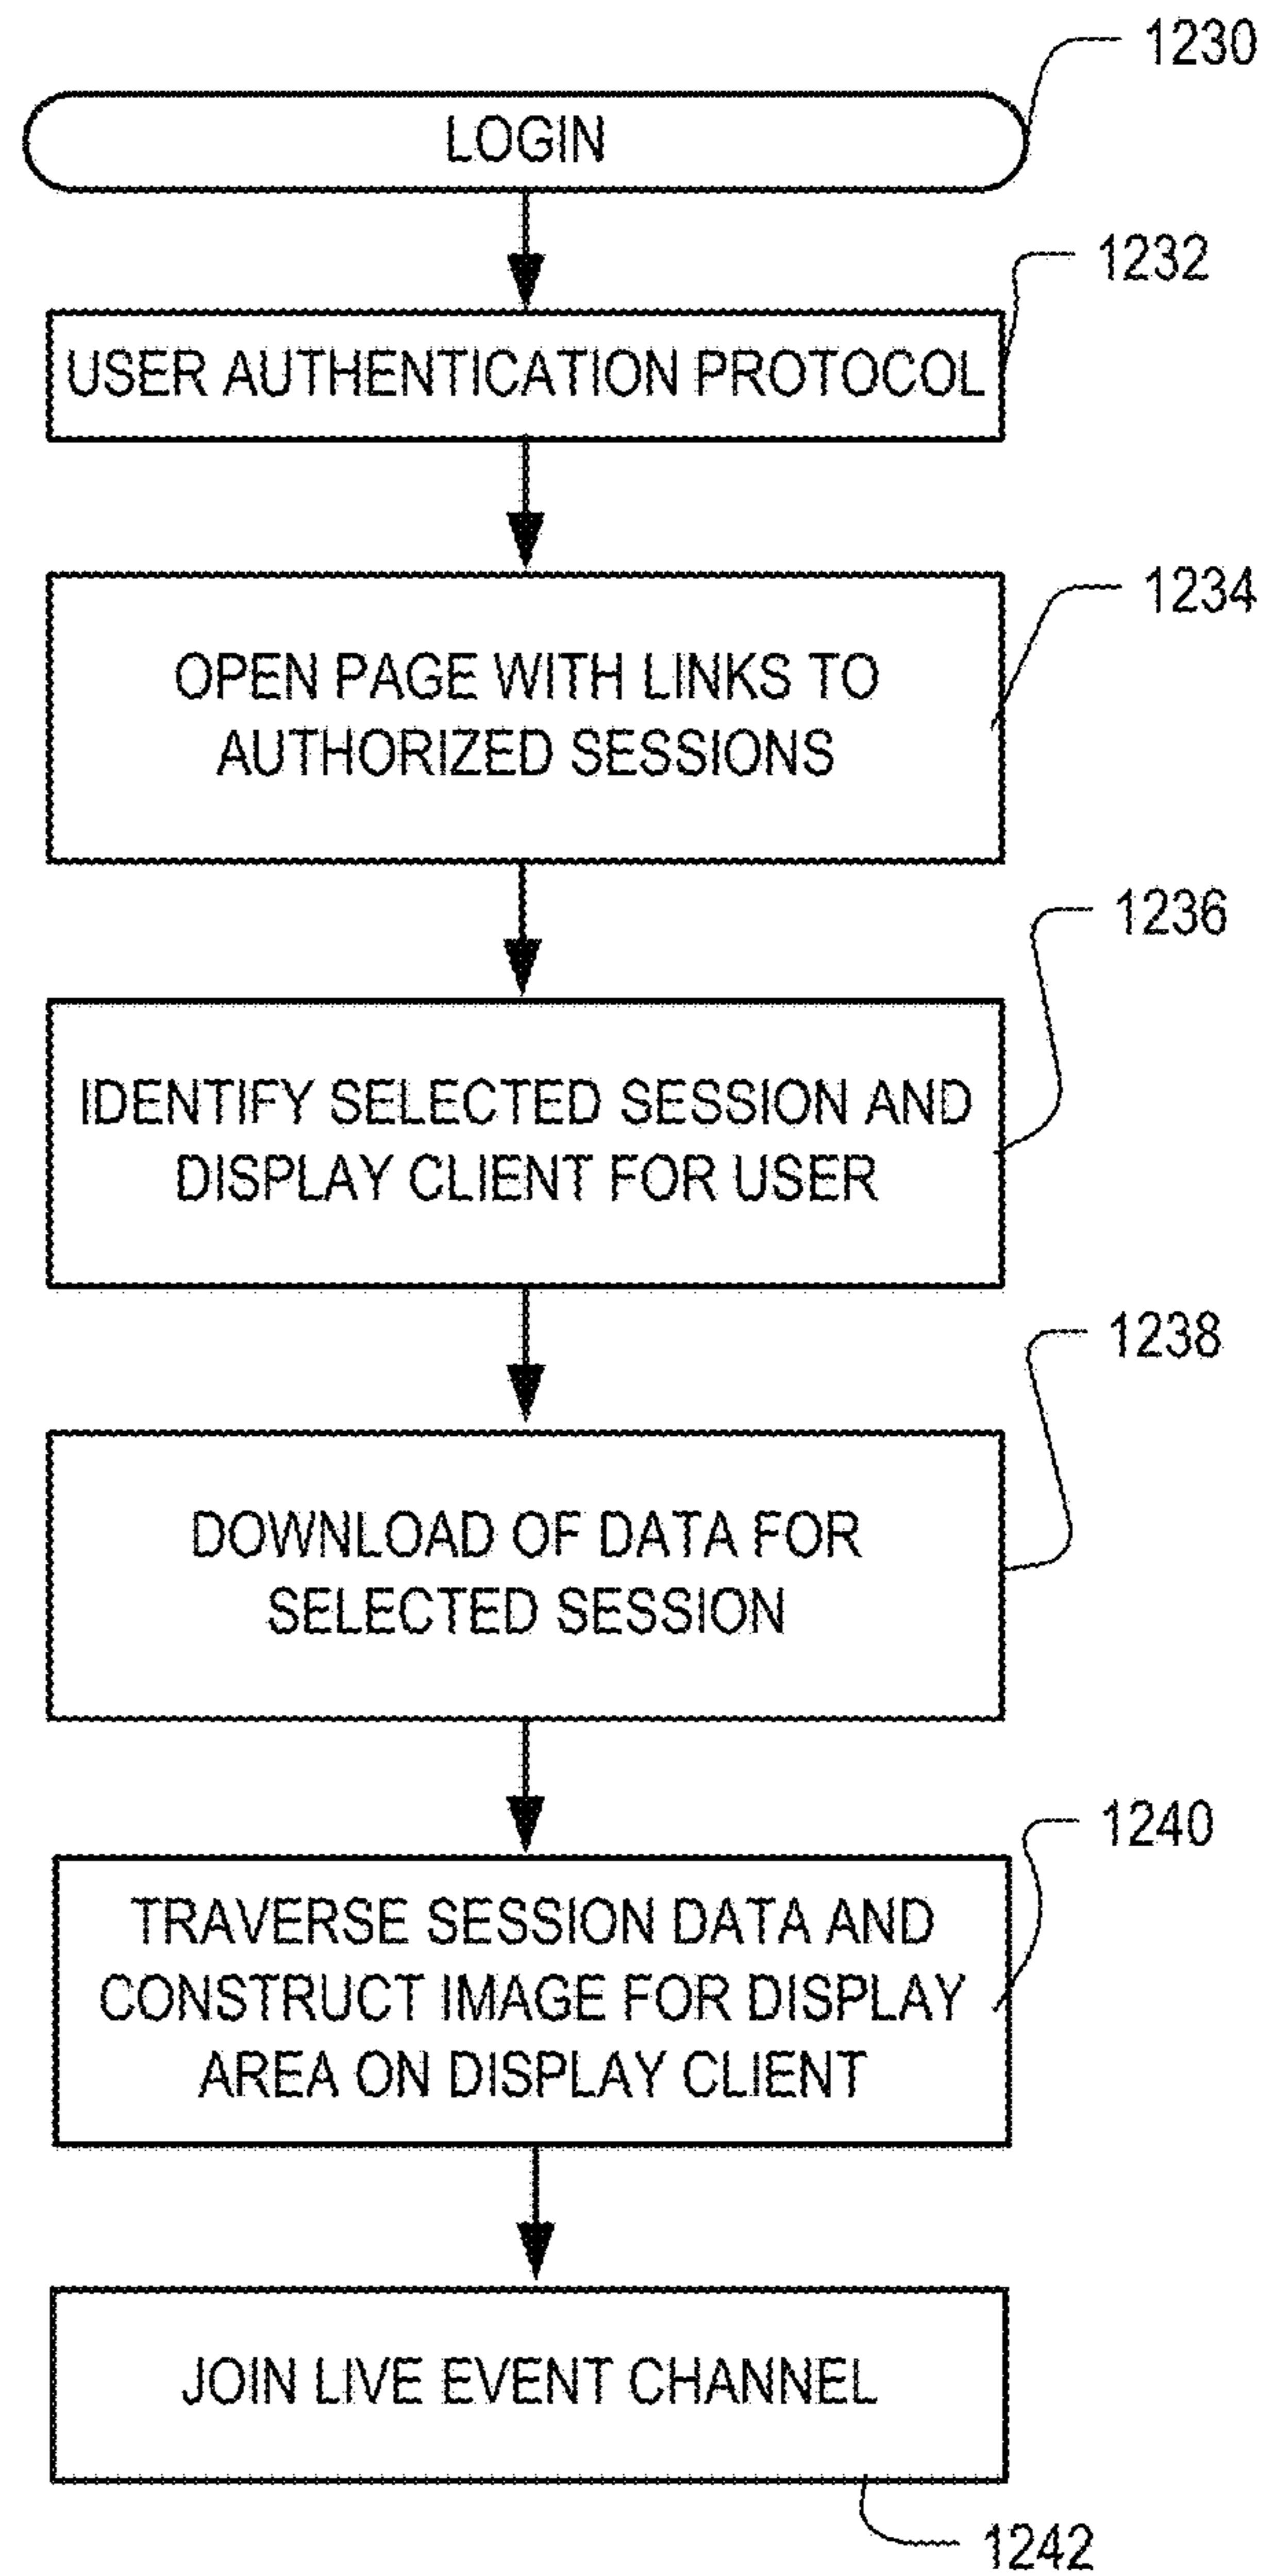 1230
LOGIN
1232
USER AUTHENTICATION PROTOCOL
1234
OPEN PAGE WITH LINKS TO
AUTHORIZED SESSIONS
1236
IDENTIFY SELECTED SESSION AND
DISPLAY CLIENT FOR USER
1238
DOWNLOAD OF DATA FOR
SELECTED SESSION
1240
TRAVERSE SESSION DATA AND
CONSTRUCT IMAGE FOR DISPLAY
AREA ON DISPLAY CLIENT
JOIN LIVE EVENT CHANNEL
1242